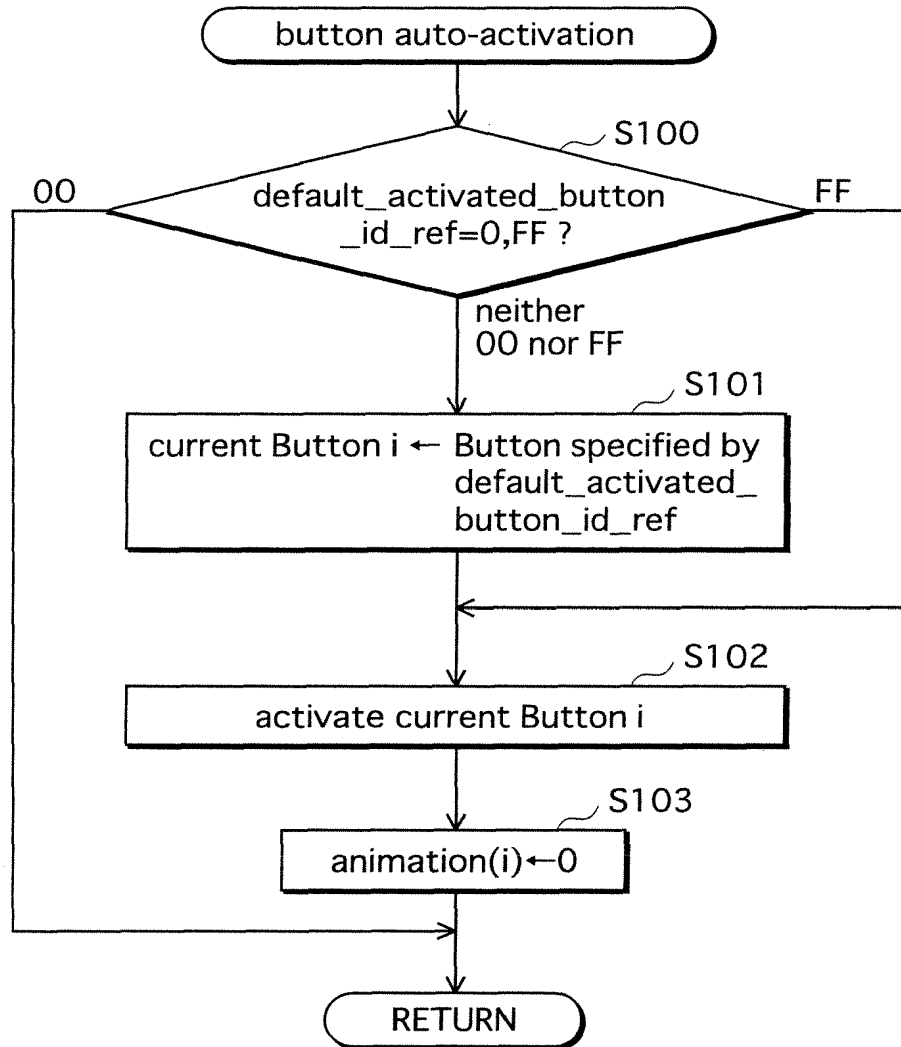 button auto-activation
S100
00
default_activated_button
_id_ref=0,FF ?
FF
neither
00 nor FF
S101
current Button i ← Button specified by
default_activated_
button_id_ref
S102
activate current Button i
S103
animation(i)←0
RETURN